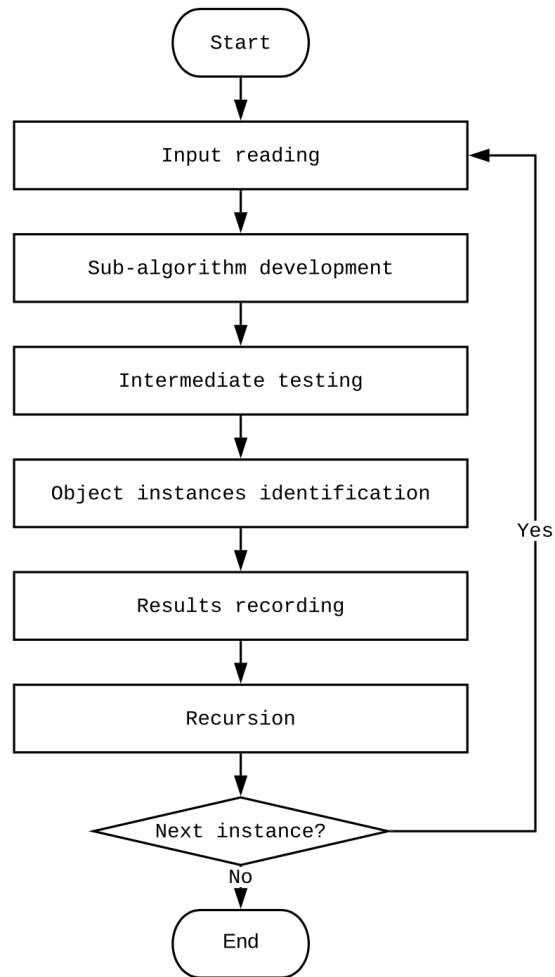 Start
Input reading
Sub-algorithm development
Intermediate testing
Object instances identification
Yes
Results recording
Recursion
Next instance?
No
End